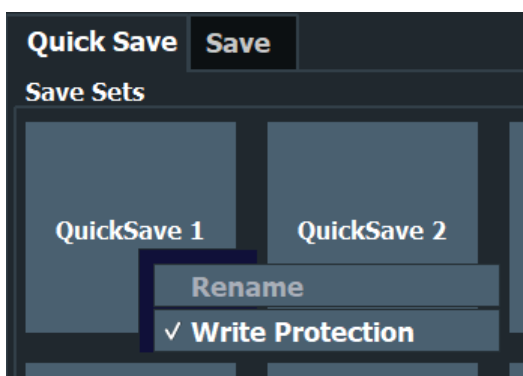 Quick Save Save
Save Sets
QuickSave 1 QuickSave 2
Rename
✓ Write Protection